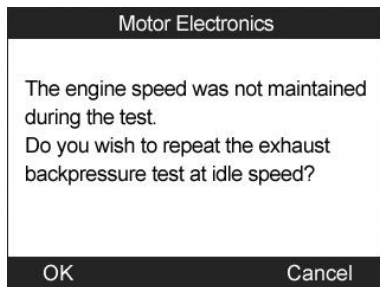 Motor Electronics
The engine speed was not maintained
during the test.
Do you wish to repeat the exhaust
backpressure test at idle speed?
OK
Cancel